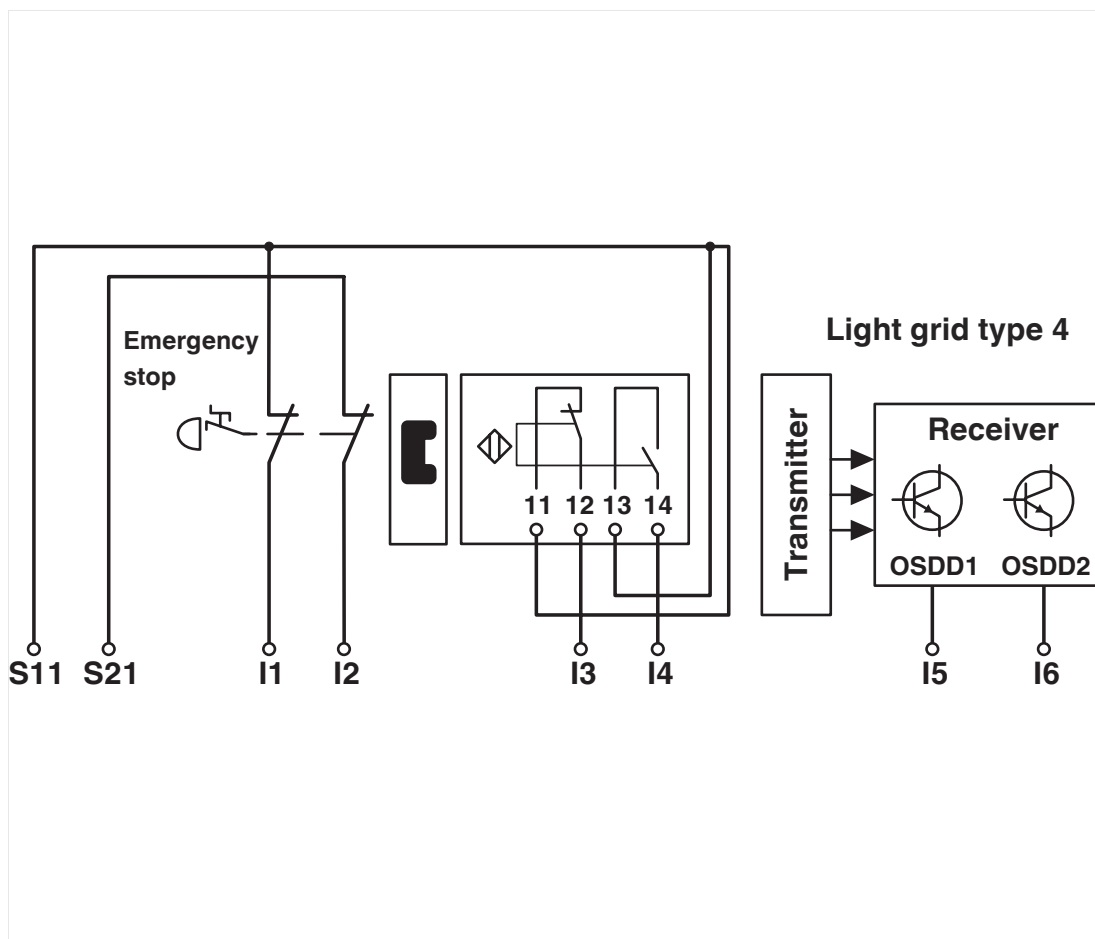 Light grid type 4
Emergency
stop
Transmitter
Receiver
11 12 13 14
OSDD1 OSDD2
S11 S21 I1 I2 I3 I4 I5 I6